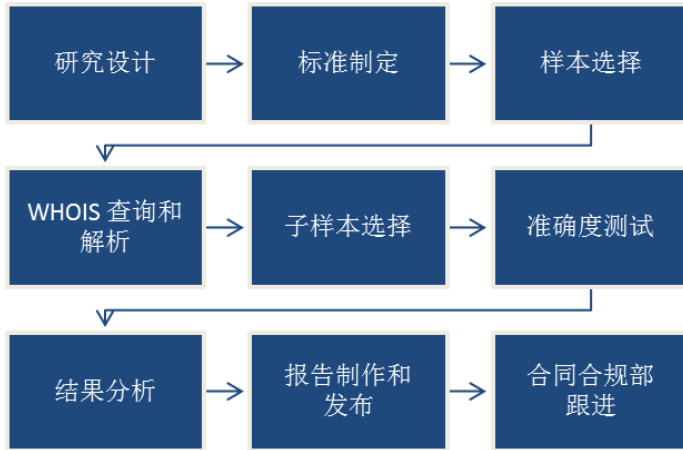 研究设计
标准制定
样本选择
WHOIS 查询和
解析
子样本选择
准确度测试
结果分析
报告制作和
发布
合同合规部
跟进